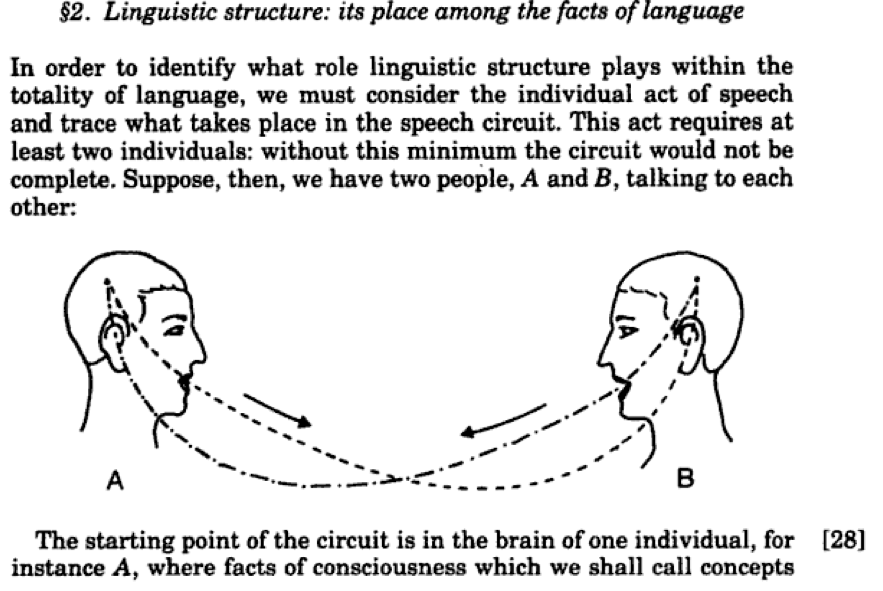 §2. Linguistic structure: its place among the facts of language
In order to identify what role linguistic structure plays within the
totality of language, we must consider the individual act of speech
and trace what takes place in the speech circuit. This act requires at
least two individuals: without this minimum the circuit would not be
complete. Suppose, then, we have two people, A and B, talking to each
other:
A
B
The starting point of the circuit is in the brain of one individual, for [28]
instance A, where facts of consciousness which we shall call concepts